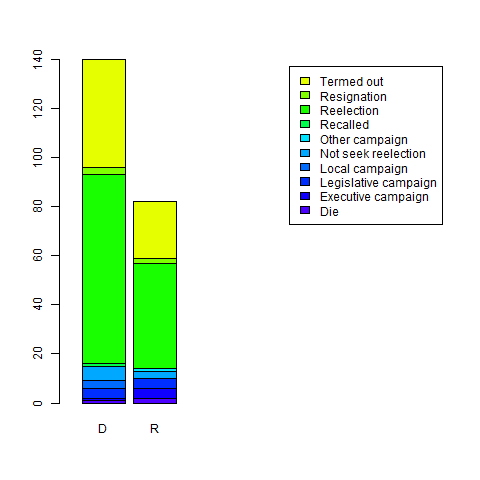 140
120
100
80
60
40
20
0
D R
Termed out
Resignation
Reelection
Recalled
Other campaign
Not seek reelection
Local campaign
Legislative campaign
Executive campaign
Die